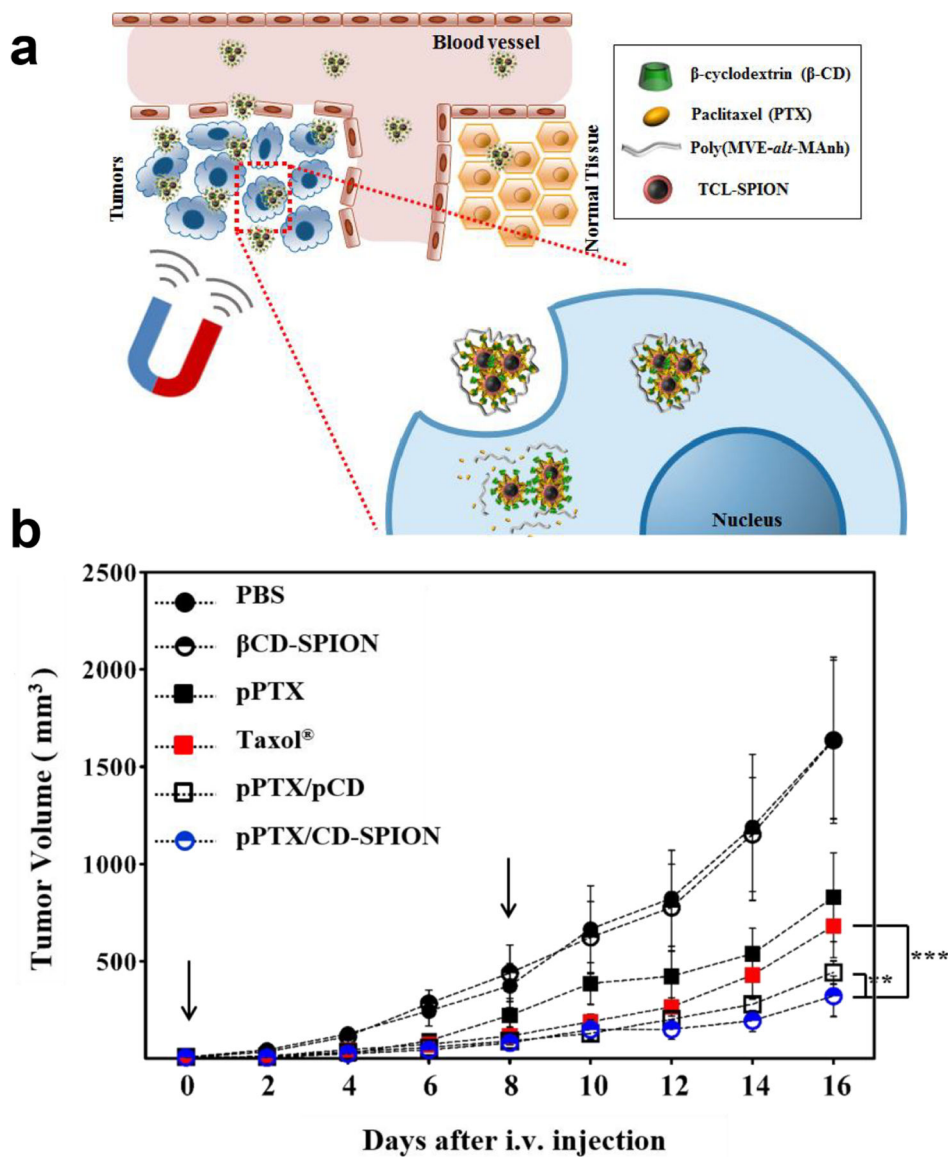 a
Blood vessel
Tumors
Normal Tissue
β-cyclodextrin (β-CD)
Paclitaxel (PTX)
Poly(MVE-alt-MAnh)
TCL-SPION
Nucleus
b
Tumor Volume ( mm³ )
2500
2000
1500
1000
500
PBS
βCD-SPION
pPTX
Taxol®
pPTX/pCD
pPTX/CD-SPION
***
**
0 2 4 6 8 10 12 14 16
Days after i.v. injection